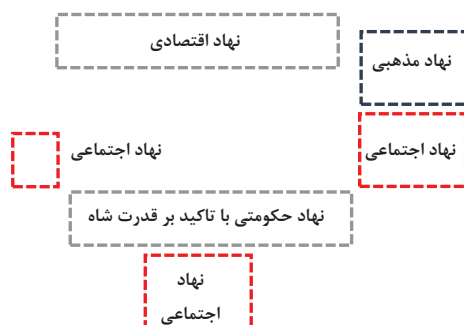 نهاد اقتصادی
نهاد مذهبی
نهاد اجتماعی
نهاد اجتماعی
نهاد حکومتی با تاکید بر قدرت شاه
نهاد
اجتماعی